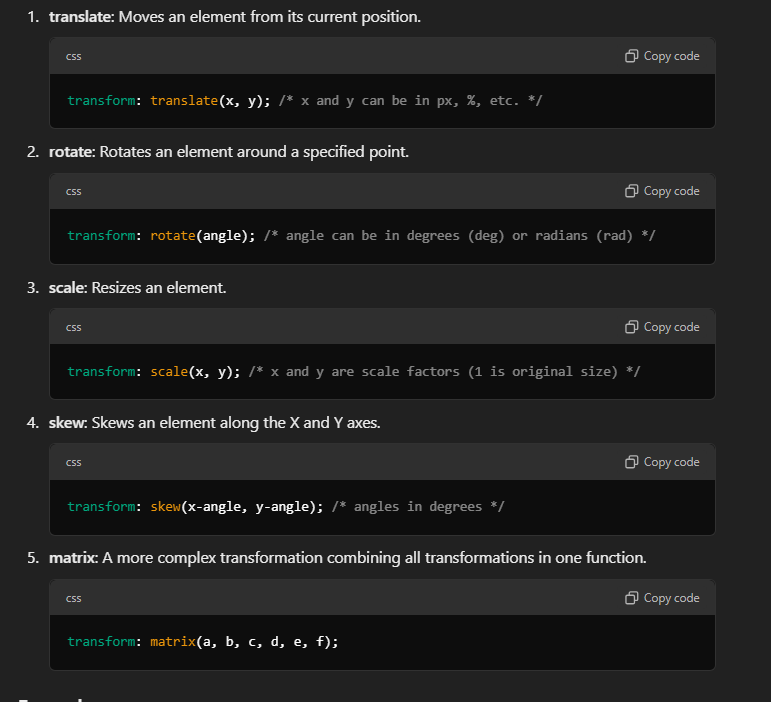 1. translate: Moves an element from its current position.
css Copy code
transform: translate(x, y); /* x and y can be in px, %, etc. */
2. rotate: Rotates an element around a specified point.
css Copy code
transform: rotate(angle); /* angle can be in degrees (deg) or radians (rad) */
3. scale: Resizes an element.
css Copy code
transform: scale(x, y); /* x and y are scale factors (1 is original size) */
4. skew: Skews an element along the X and Y axes.
css Copy code
transform: skew(x-angle, y-angle); /* angles in degrees */
5. matrix: A more complex transformation combining all transformations in one function.
css Copy code
transform: matrix(a, b, c, d, e, f);